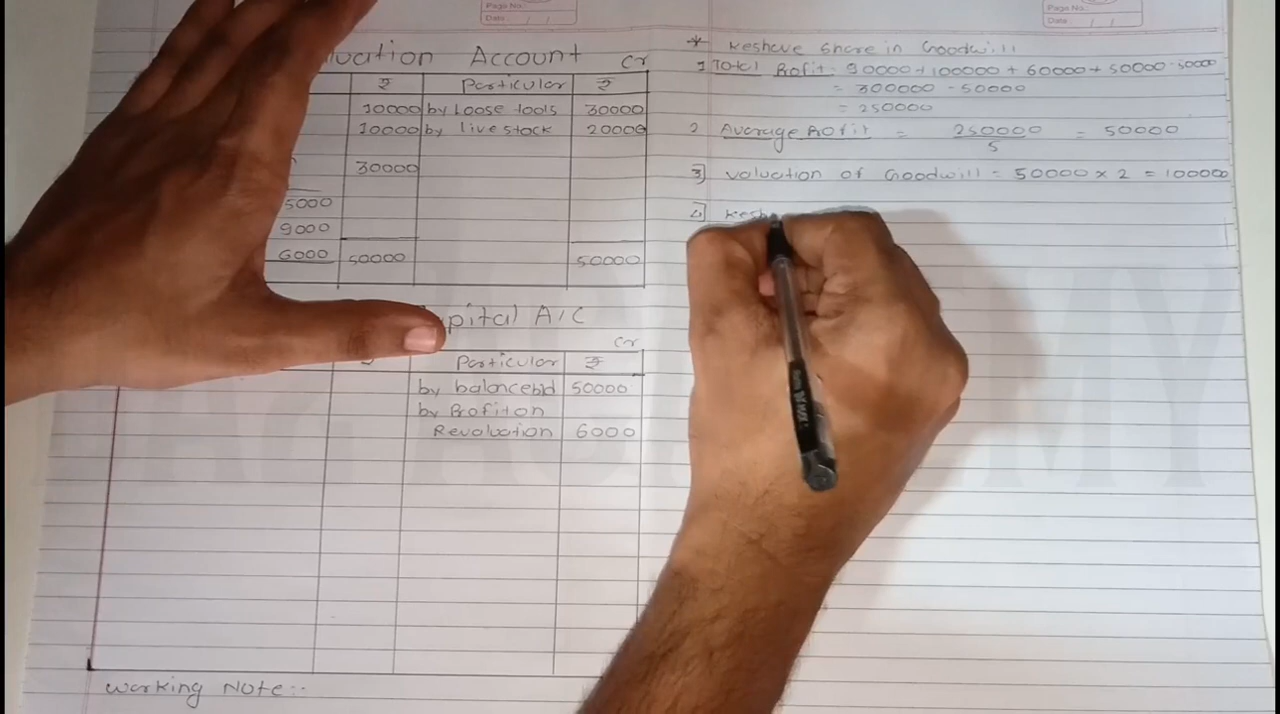 Page No.:
Date: / /
uation Account
Cr
₹ Particular ₹
10000 by Loose tools 30000
10000 by live stock 20000
30000
5000
9000
6000 50000 50000
pital A/C
Cr
Particular ₹
by balance b/d 50000
by Profit on
Revaluation 6000
Working Note:-
Page No.:
Date: / /
* Keshave Share in Goodwill
1 Total Profit = 90000+100000+60000+50000-50000
= 300000 - 50000
= 250000
2 Average Profit = 250000 / 5 = 50000
3] Valuation of Goodwill = 50000 x 2 = 100000
4] Kesh